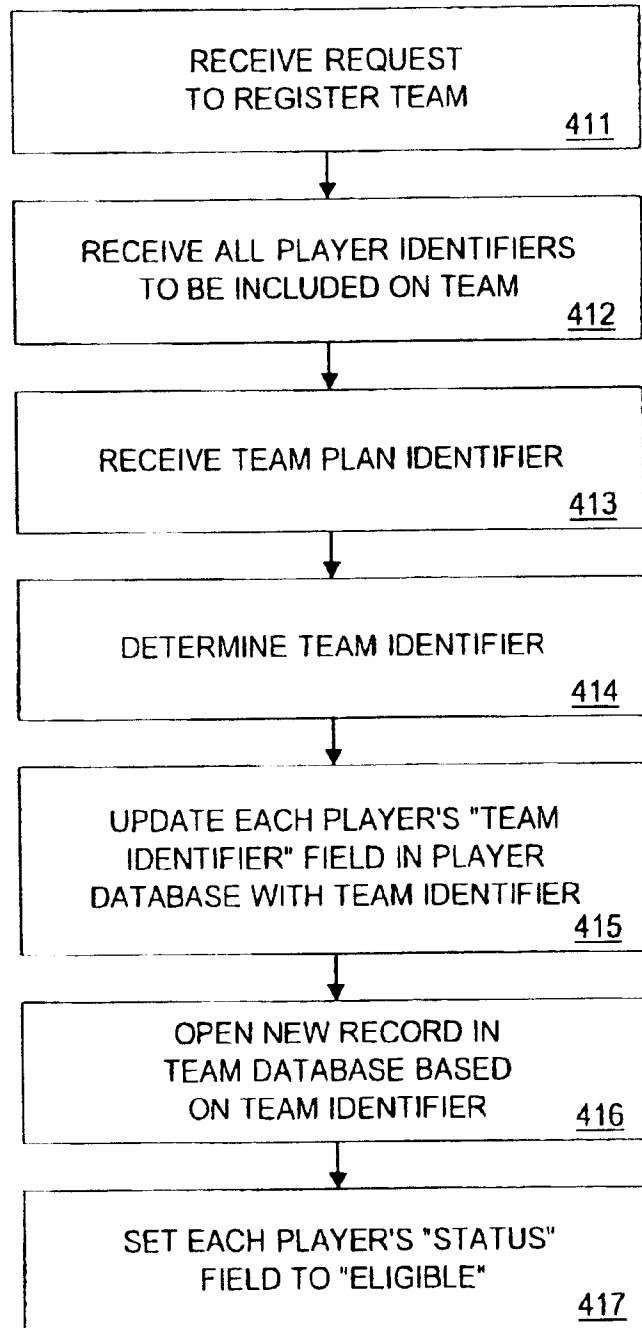 RECEIVE REQUEST
TO REGISTER TEAM
411
RECEIVE ALL PLAYER IDENTIFIERS
TO BE INCLUDED ON TEAM
412
RECEIVE TEAM PLAN IDENTIFIER
413
DETERMINE TEAM IDENTIFIER
414
UPDATE EACH PLAYER'S "TEAM
IDENTIFIER" FIELD IN PLAYER
DATABASE WITH TEAM IDENTIFIER
415
OPEN NEW RECORD IN
TEAM DATABASE BASED
ON TEAM IDENTIFIER
416
SET EACH PLAYER'S "STATUS"
FIELD TO "ELIGIBLE"
417